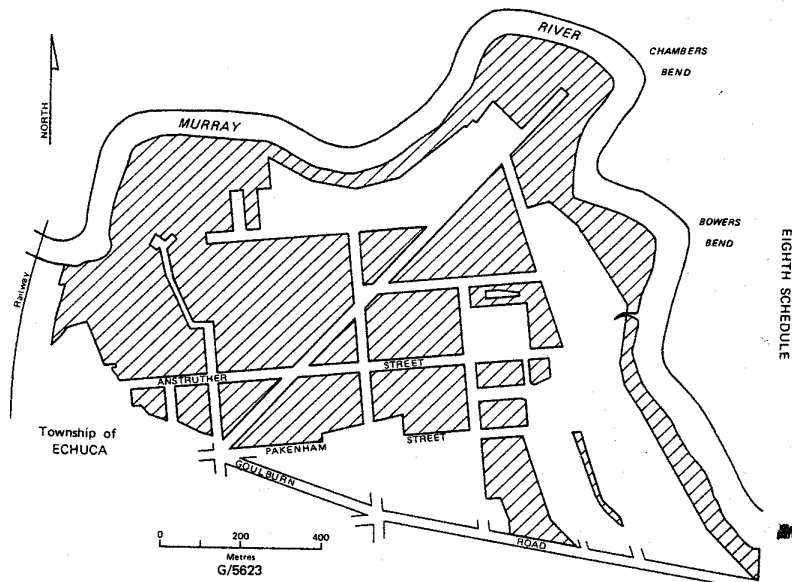 RIVER
CHAMBERS
BEND
NORTH
MURRAY
BOWERS
BEND
EIGHTH SCHEDULE
Railway
ANSTRUTHER STREET
Township of
ECHUCA
PAKENHAM STREET
GOULBURN ROAD
0 200 400
Metres
G/5623